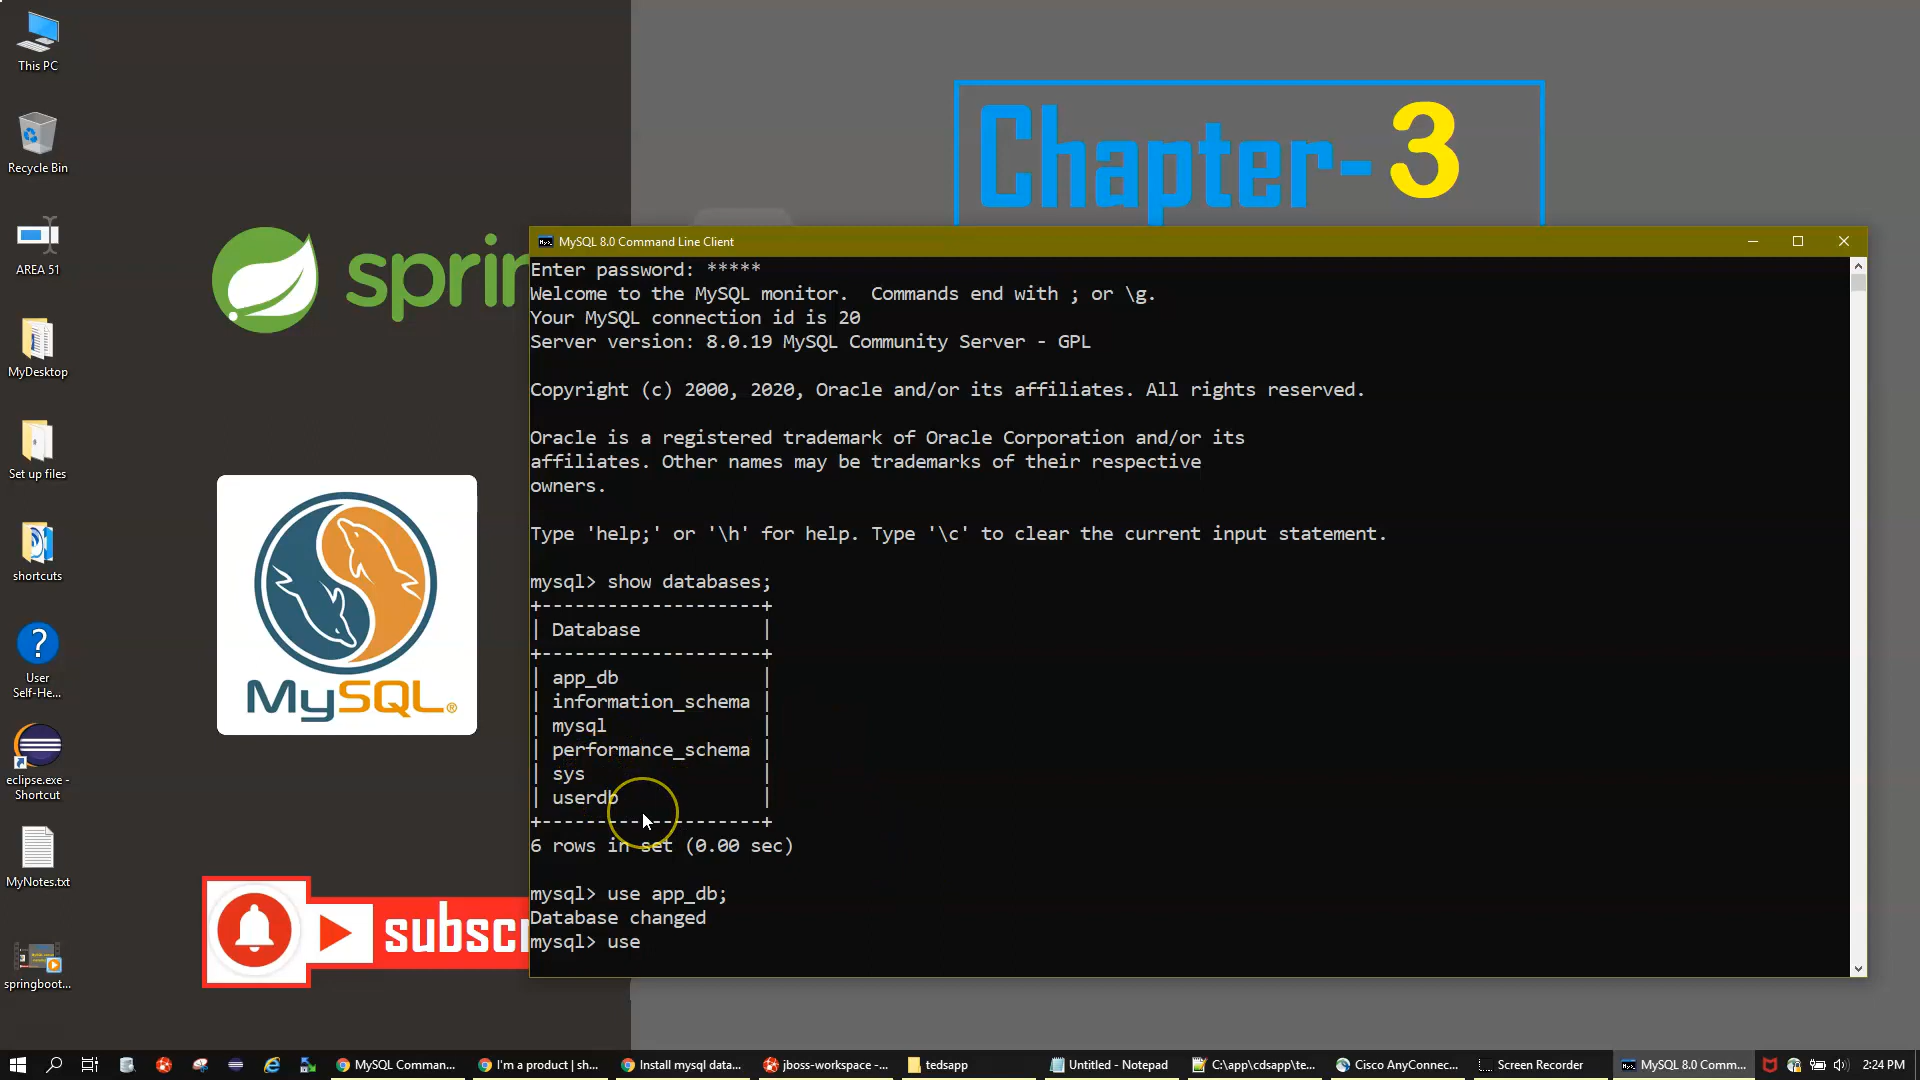 This PC
Recycle Bin
AREA 51
MyDesktop
Set up files
shortcuts
User
Self-He...
eclipse.exe -
Shortcut
MyNotes.txt
springboot...
sprin
MySQL®
subscr
Chapter-3
MySQL 8.0 Command Line Client
Enter password: *****
Welcome to the MySQL monitor.  Commands end with ; or \g.
Your MySQL connection id is 20
Server version: 8.0.19 MySQL Community Server - GPL
Copyright (c) 2000, 2020, Oracle and/or its affiliates. All rights reserved.
Oracle is a registered trademark of Oracle Corporation and/or its
affiliates. Other names may be trademarks of their respective
owners.
Type 'help;' or '\h' for help. Type '\c' to clear the current input statement.
mysql> show databases;
+--------------------+
| Database           |
+--------------------+
| app_db             |
| information_schema |
| mysql              |
| performance_schema |
| sys                |
| userdb             |
+--------------------+
6 rows in set (0.00 sec)
mysql> use app_db;
Database changed
mysql> use
MySQL Comman...
I'm a product | sh...
Install mysql data...
jboss-workspace -...
tedsapp
Untitled - Notepad
C:\app\cdsapp\te...
Cisco AnyConnec...
Screen Recorder
MySQL 8.0 Comm...
2:24 PM